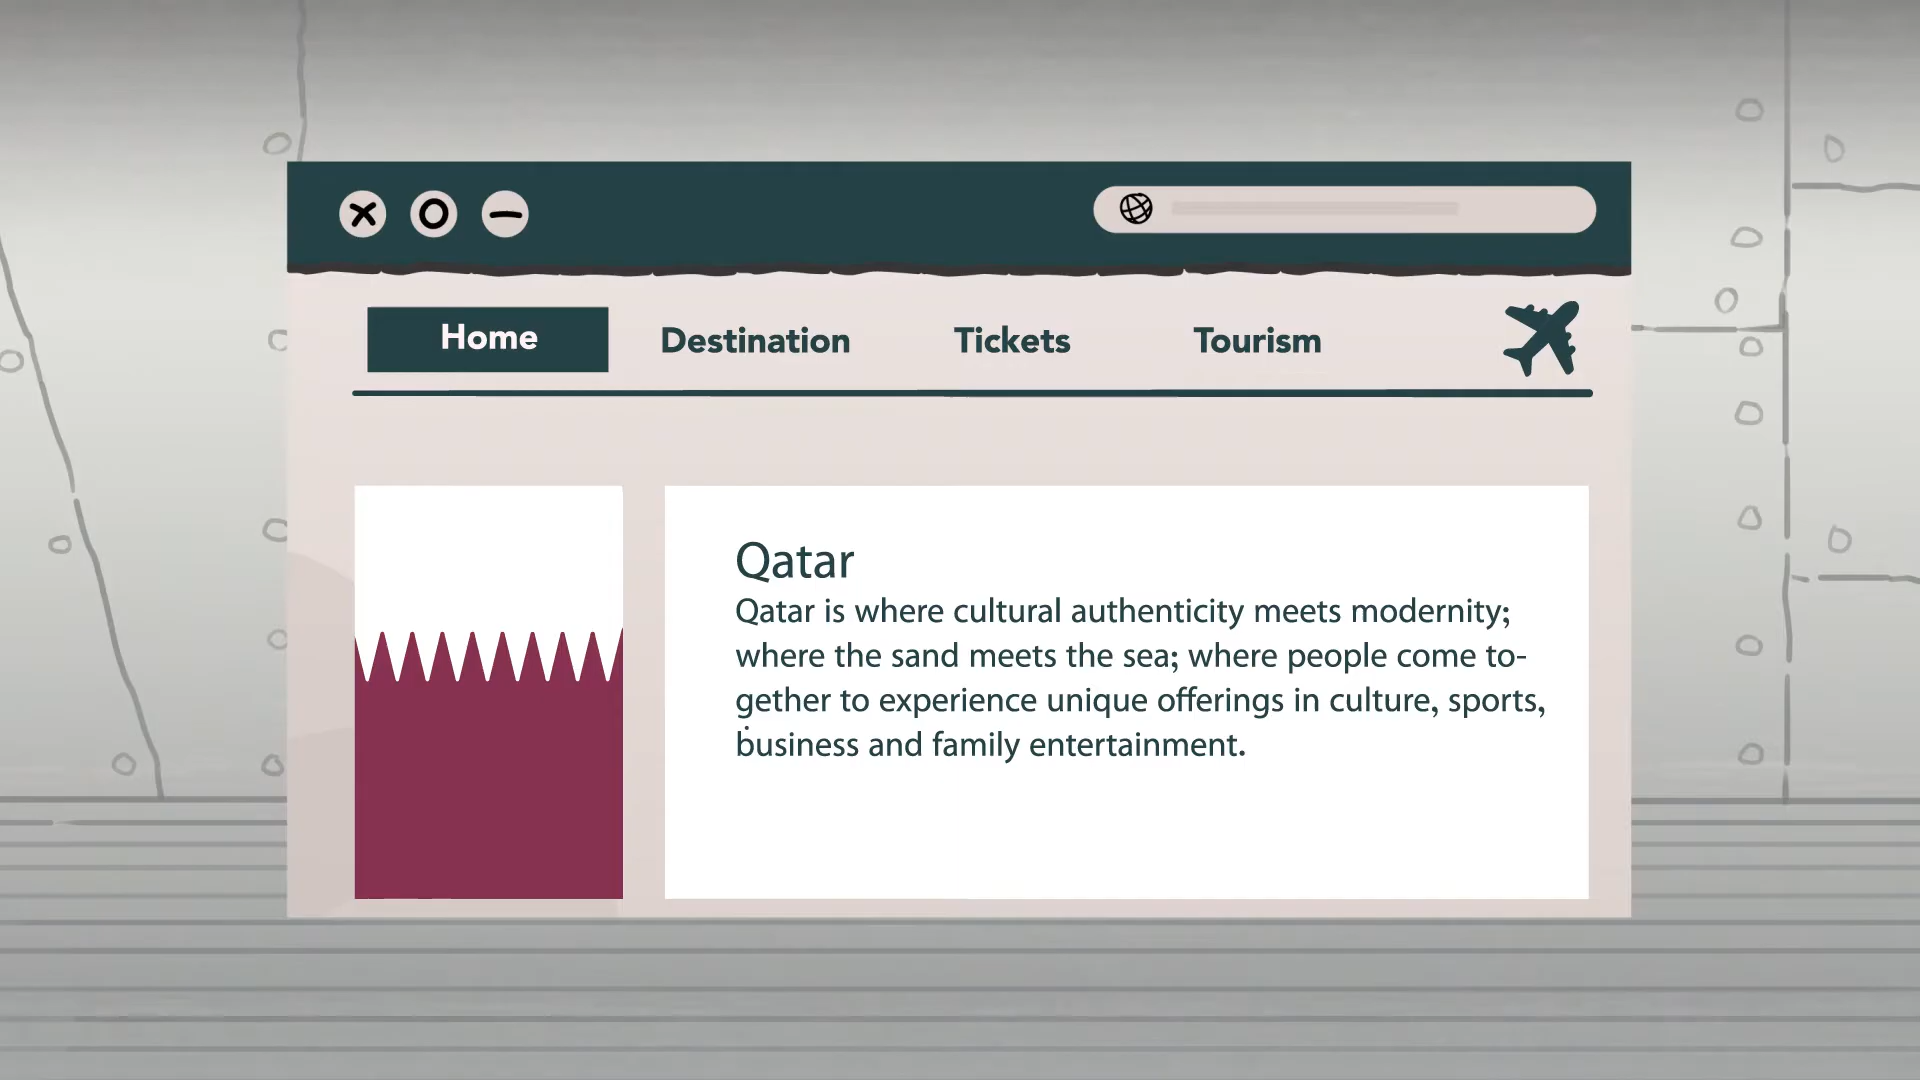 Home Destination Tickets Tourism
Qatar
Qatar is where cultural authenticity meets modernity;
where the sand meets the sea; where people come to-
gether to experience unique offerings in culture, sports,
business and family entertainment.